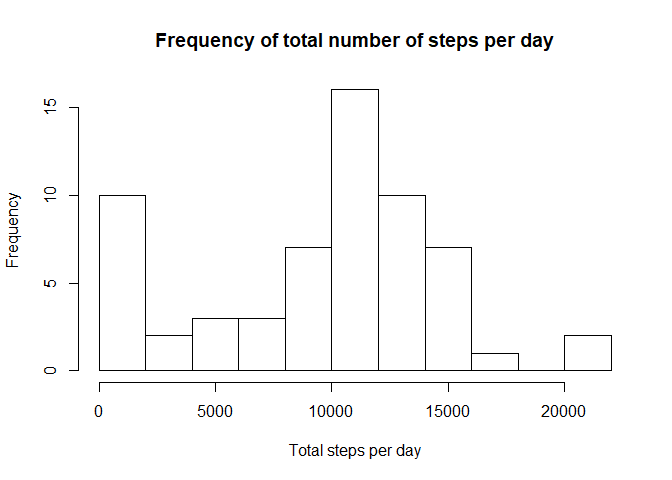 Frequency of total number of steps per day
Frequency
15
10
5
0
0 5000 10000 15000 20000
Total steps per day